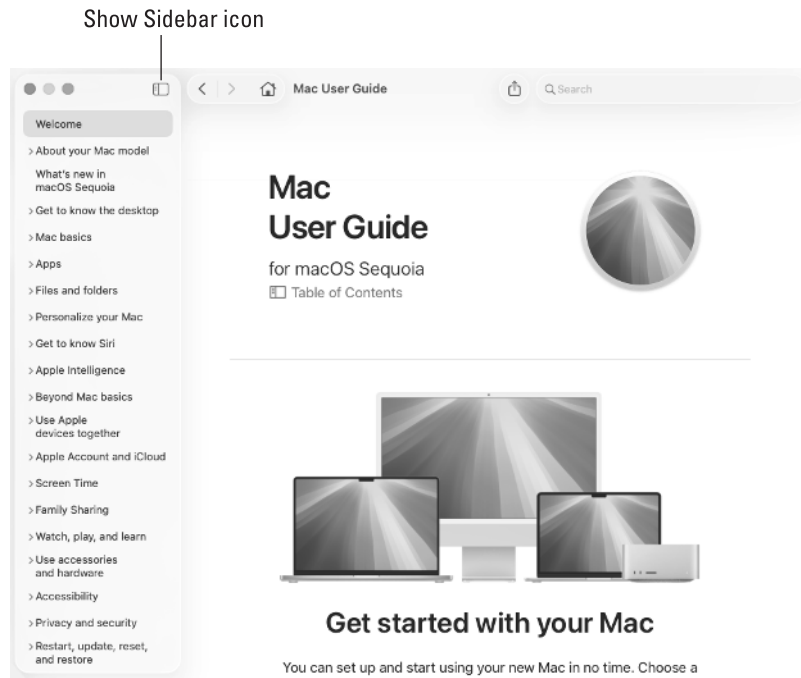 Show Sidebar icon
Mac User Guide
Search
Welcome
About your Mac model
What's new in
macOS Sequoia
Get to know the desktop
Mac basics
Apps
Files and folders
Personalize your Mac
Get to know Siri
Apple Intelligence
Beyond Mac basics
Use Apple
devices together
Apple Account and iCloud
Screen Time
Family Sharing
Watch, play, and learn
Use accessories
and hardware
Accessibility
Privacy and security
Restart, update, reset,
and restore
Mac
User Guide
for macOS Sequoia
Table of Contents
Get started with your Mac
You can set up and start using your new Mac in no time. Choose a